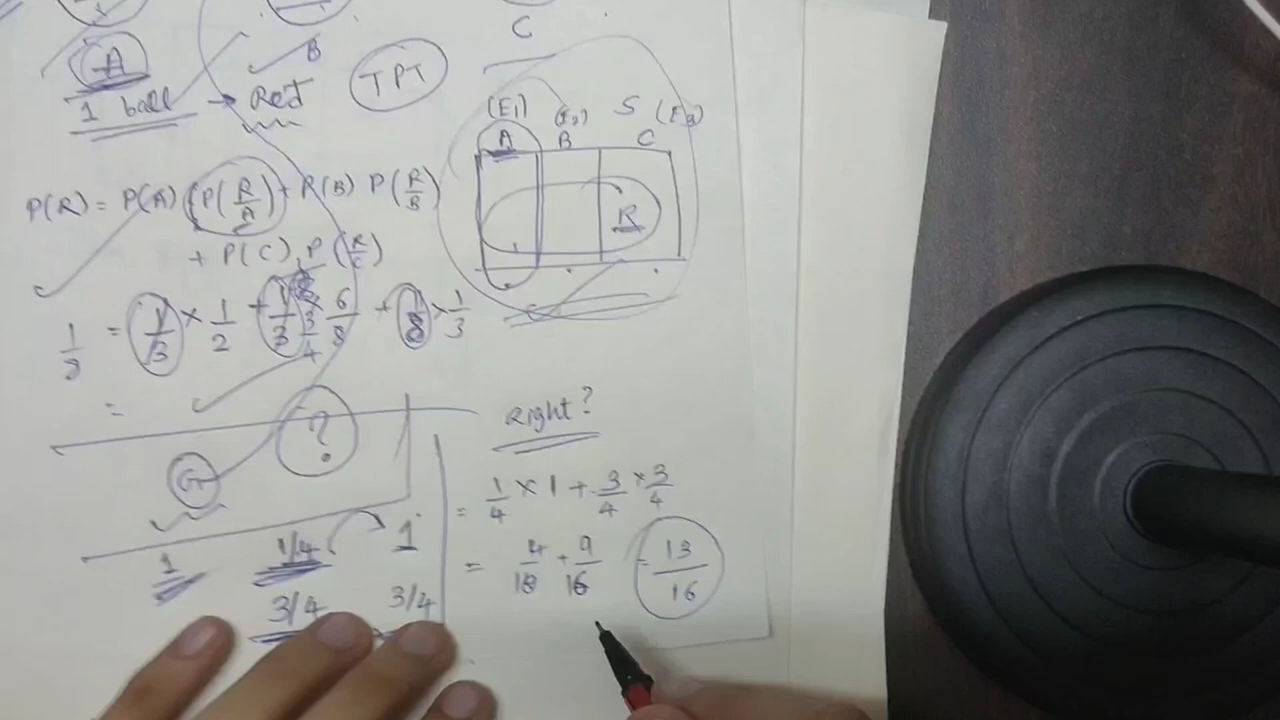 C
A
B
TPT
1 ball → Red
(E₁) (E₂) S (E₃)
A B C
R
P(R) = P(A) P(R/A) + P(B) P(R/B)
+ P(C) P(R/C)
= 1/3 × 1/2 + 1/3 6/8 + × 1/3
3/4
=
?
G
Right?
= 1/4 × 1 + 3/4 × 3/4
= + 9/16 = 13/16
1 1/4 1
3/4 3/4